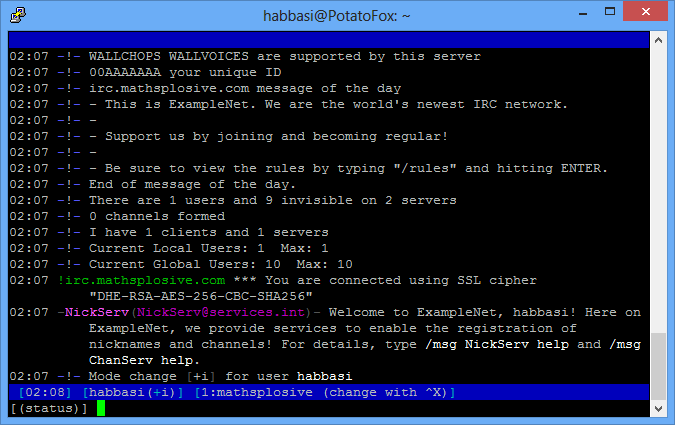 habbasi@PotatoFox: ~
02:07 -!- WALLCHOPS WALLVOICES are supported by this server
02:07 -!- 00AAAAAAA your unique ID
02:07 -!- irc.mathsplosive.com message of the day
02:07 -!- - This is ExampleNet. We are the world's newest IRC network.
02:07 -!- -
02:07 -!- - Support us by joining and becoming regular!
02:07 -!- -
02:07 -!- - Be sure to view the rules by typing "/rules" and hitting ENTER.
02:07 -!- End of message of the day.
02:07 -!- There are 1 users and 9 invisible on 2 servers
02:07 -!- 0 channels formed
02:07 -!- I have 1 clients and 1 servers
02:07 -!- Current Local Users: 1  Max: 1
02:07 -!- Current Global Users: 10  Max: 10
02:07 !irc.mathsplosive.com *** You are connected using SSL cipher
"DHE-RSA-AES-256-CBC-SHA256"
02:07 -NickServ(NickServ@services.int)- Welcome to ExampleNet, habbasi! Here on
ExampleNet, we provide services to enable the registration of
nicknames and channels! For details, type /msg NickServ help and /msg
ChanServ help.
02:07 -!- Mode change [+i] for user habbasi
[02:08] [habbasi(+i)] [1:mathsplosive (change with ^X)]
[(status)]